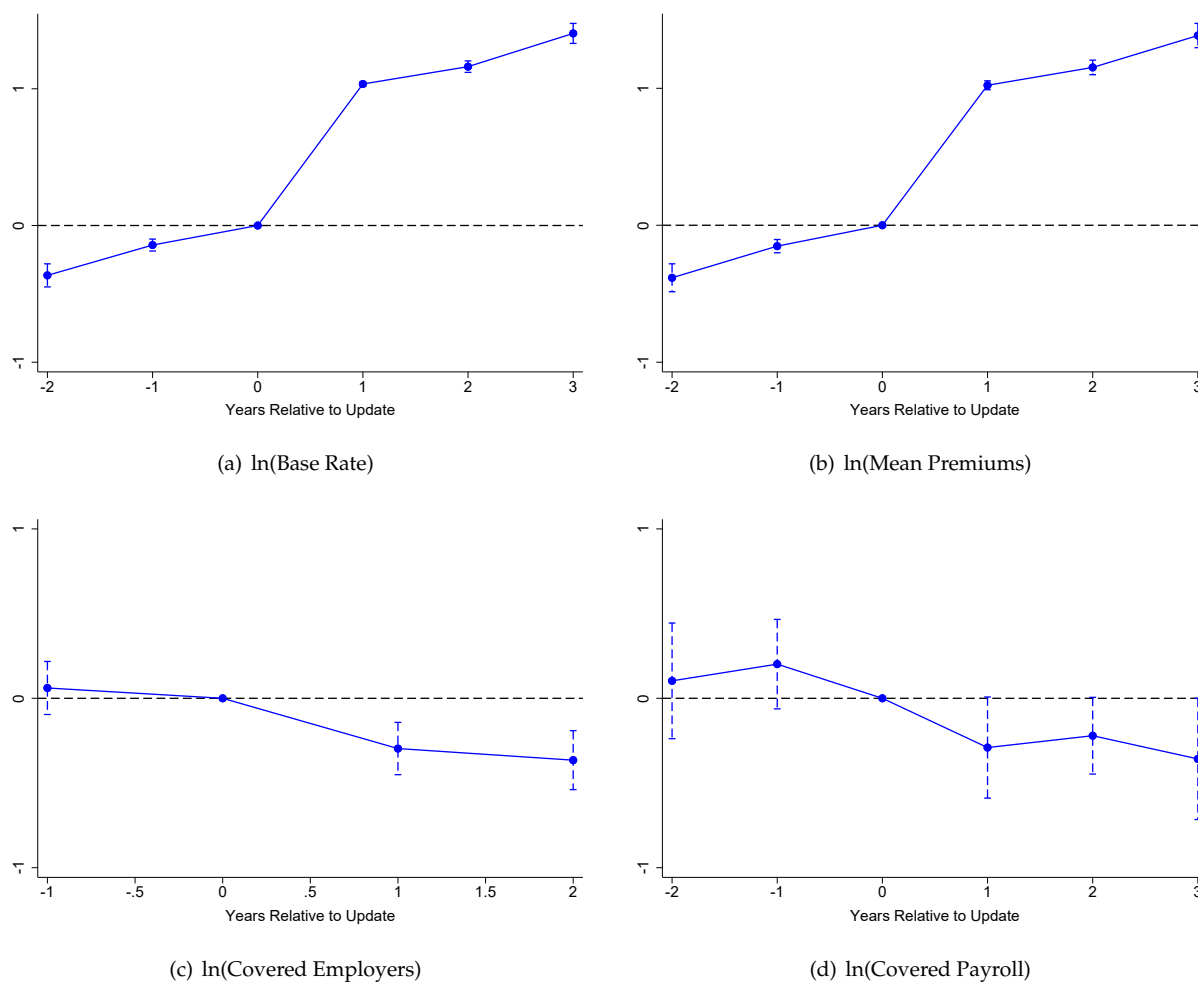 1
0
-1
-2 -1 0 1 2 3
Years Relative to Update
(a) ln(Base Rate)
1
0
-1
-2 -1 0 1 2 3
Years Relative to Update
(b) ln(Mean Premiums)
1
0
-1
-1 -.5 0 .5 1 1.5 2
Years Relative to Update
(c) ln(Covered Employers)
1
0
-1
-2 -1 0 1 2 3
Years Relative to Update
(d) ln(Covered Payroll)